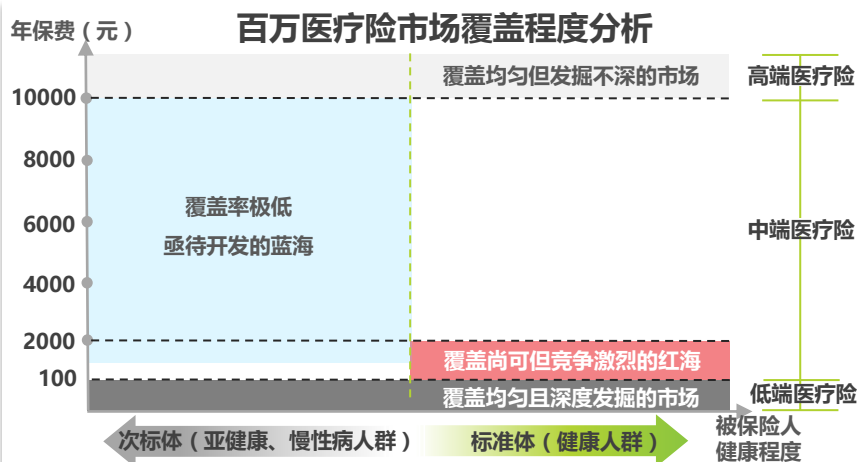 百万医疗险市场覆盖程度分析
年保费（元）
覆盖均匀但发掘不深的市场
高端医疗险
10000
8000
覆盖率极低
6000
中端医疗险
亟待开发的蓝海
4000
2000
覆盖尚可但竞争激烈的红海
100
覆盖均匀且深度发掘的市场
低端医疗险
次标体（亚健康、慢性病人群）
标准体（健康人群）
被保险人
健康程度